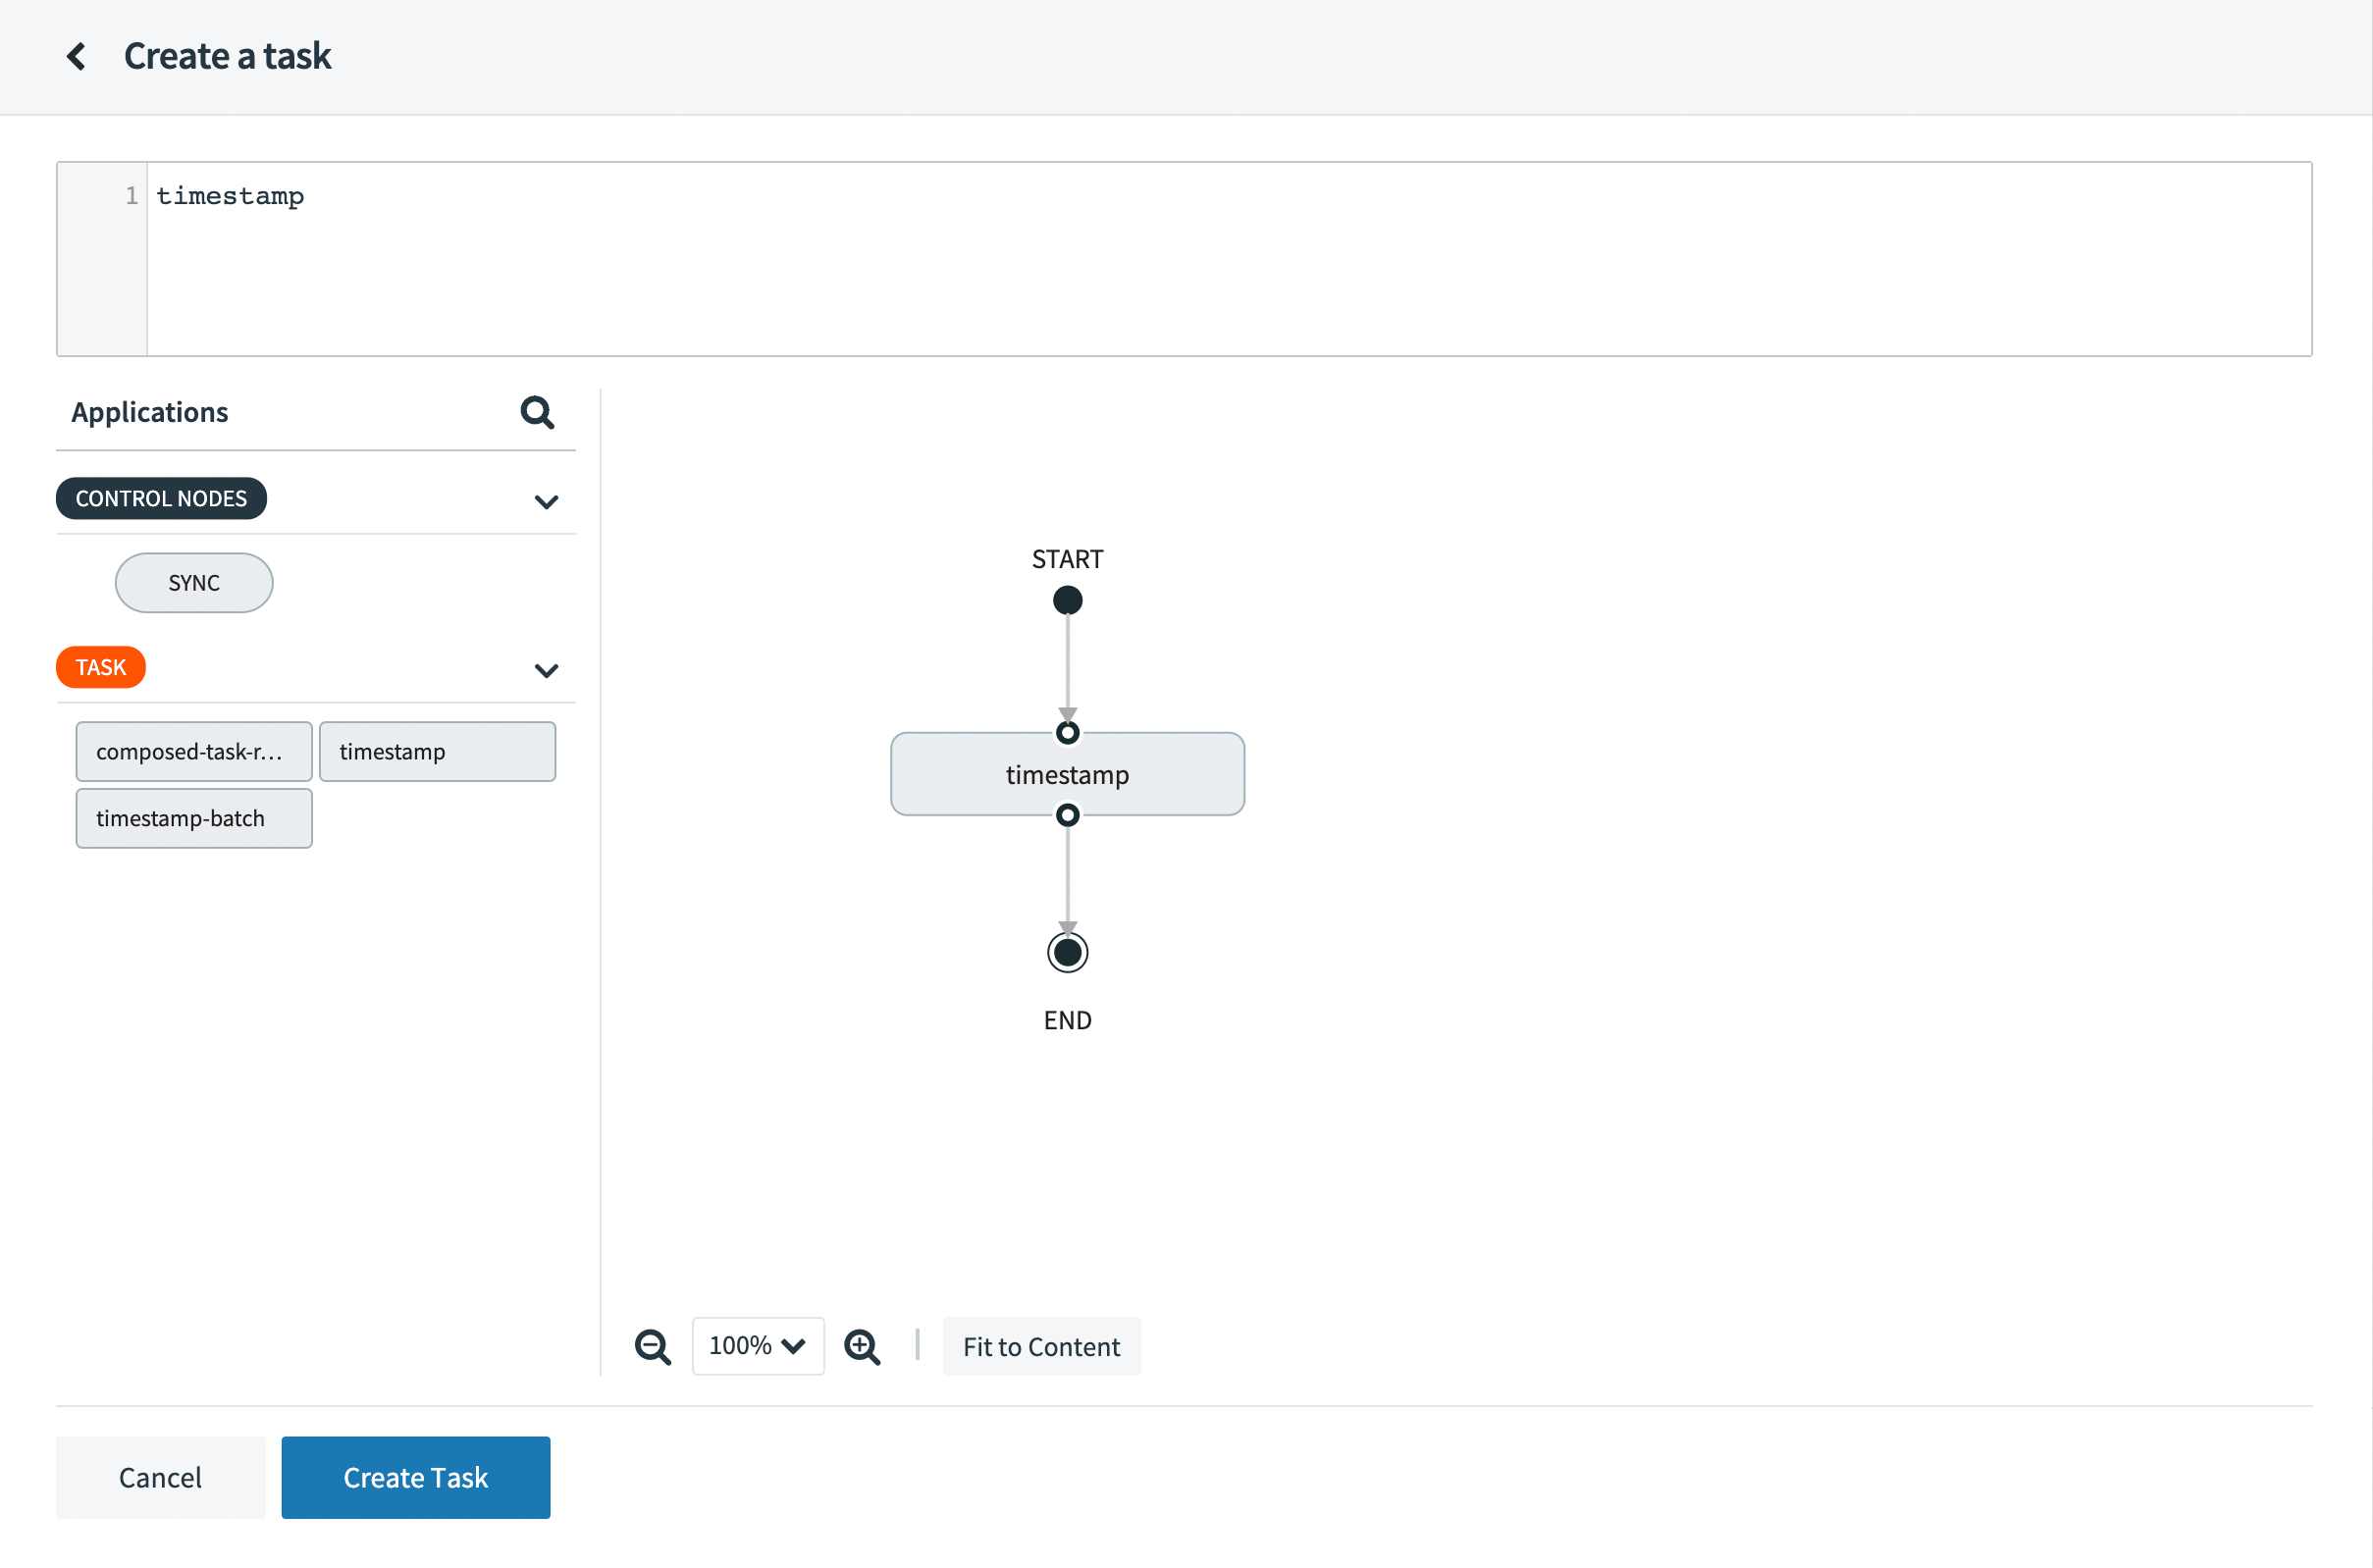 Create a task
1 timestamp
Applications
CONTROL NODES
SYNC
TASK
composed-task-r... timestamp
timestamp-batch
START
timestamp
END
100% Fit to Content
Cancel Create Task